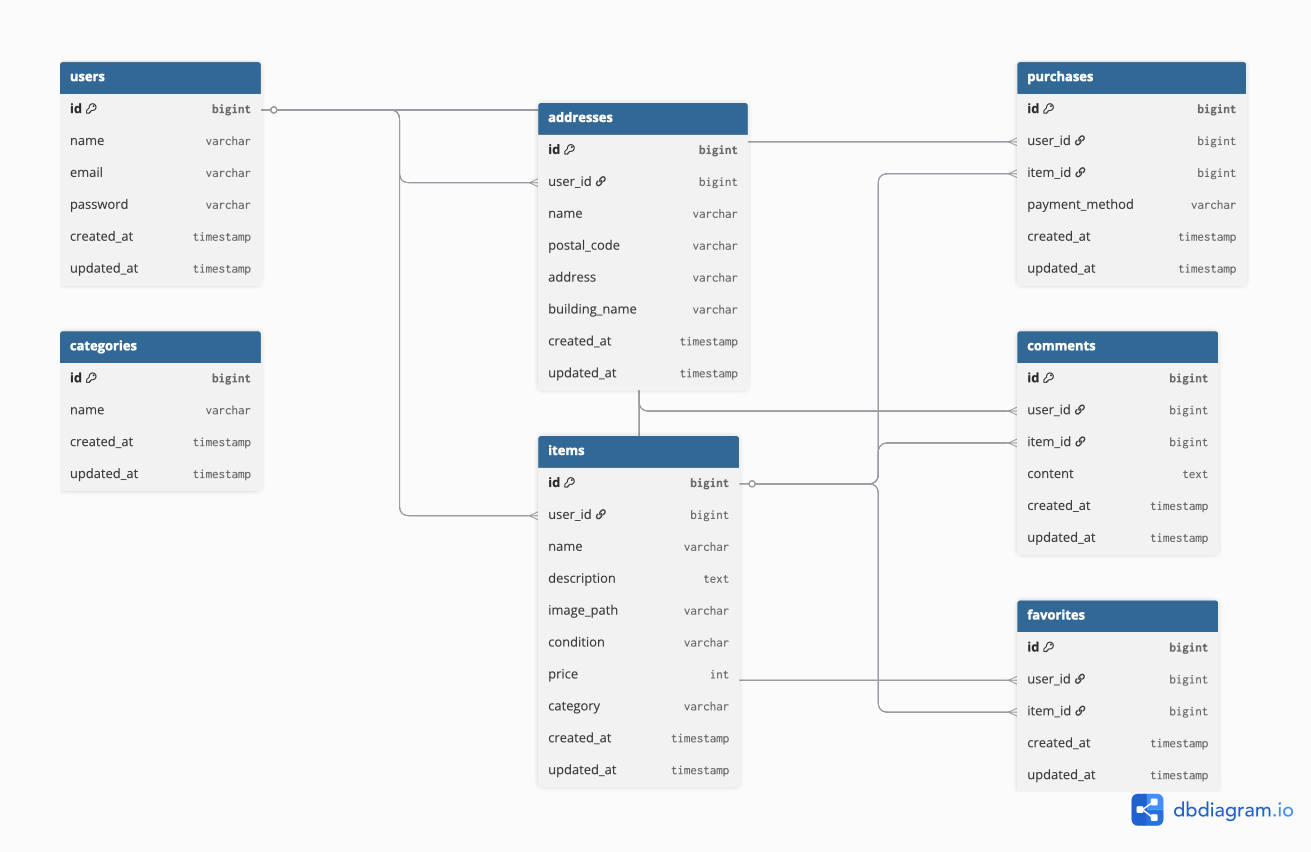 users
id bigint
name varchar
email varchar
password varchar
created_at timestamp
updated_at timestamp
categories
id bigint
name varchar
created_at timestamp
updated_at timestamp
addresses
id bigint
user_id bigint
name varchar
postal_code varchar
address varchar
building_name varchar
created_at timestamp
updated_at timestamp
items
id bigint
user_id bigint
name varchar
description text
image_path varchar
condition varchar
price int
category varchar
created_at timestamp
updated_at timestamp
purchases
id bigint
user_id bigint
item_id bigint
payment_method varchar
created_at timestamp
updated_at timestamp
comments
id bigint
user_id bigint
item_id bigint
content text
created_at timestamp
updated_at timestamp
favorites
id bigint
user_id bigint
item_id bigint
created_at timestamp
updated_at timestamp
dbdiagram.io